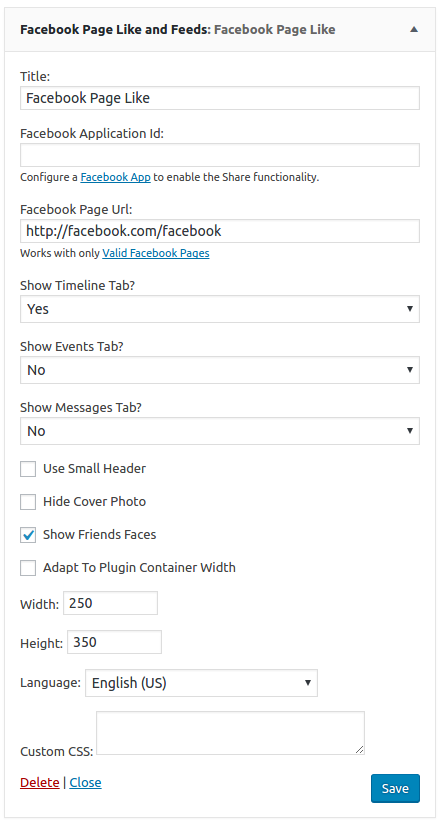 Facebook Page Like and Feeds: Facebook Page Like
Title:
Facebook Page Like
Facebook Application Id:
Configure a Facebook App to enable the Share functionality.
Facebook Page Url:
http://facebook.com/facebook
Works with only Valid Facebook Pages
Show Timeline Tab?
Yes
Show Events Tab?
No
Show Messages Tab?
No
Use Small Header
Hide Cover Photo
Show Friends Faces
Adapt To Plugin Container Width
Width: 250
Height: 350
Language: English (US)
Custom CSS:
Delete | Close
Save